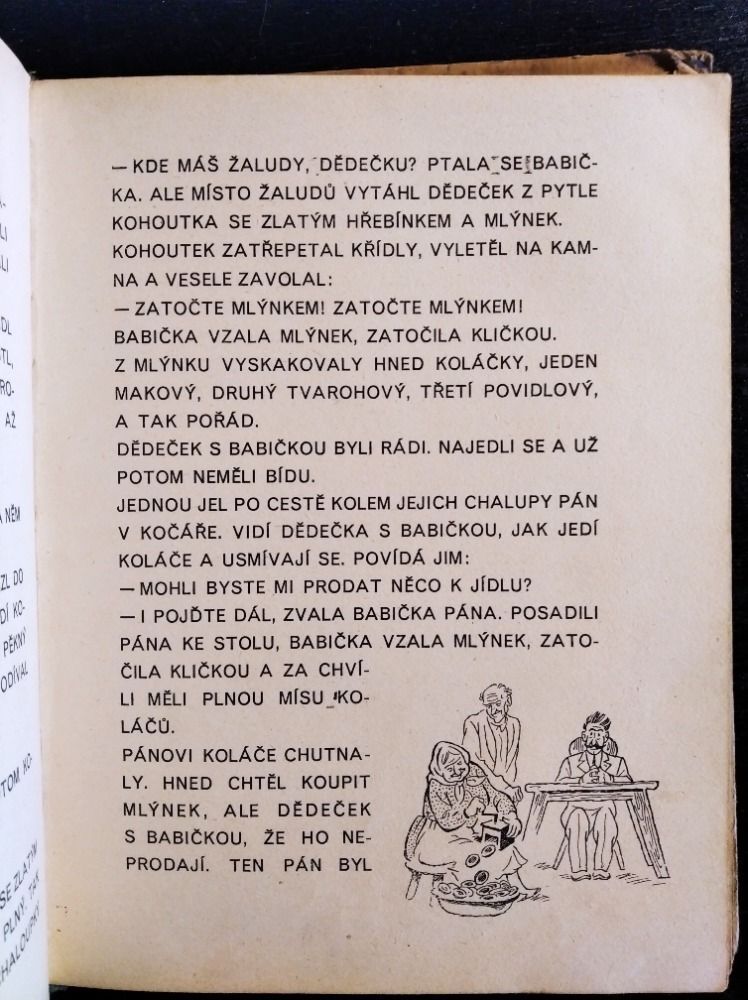 — KDE MÁŠ ŽALUDY, DĚDEČKU? PTALA SE BABIČ-
KA. ALE MÍSTO ŽALUDŮ VYTÁHL DĚDEČEK Z PYTLE
KOHOUTKA SE ZLATÝM HŘEBÍNKEM A MLÝNEK.
KOHOUTEK ZATŘEPETAL KŘÍDLY, VYLETĚL NA KAM-
NA A VESELE ZAVOLAL:
— ZATOČTE MLÝNKEM! ZATOČTE MLÝNKEM!
BABIČKA VZALA MLÝNEK, ZATOČILA KLIČKOU.
Z MLÝNKU VYSKAKOVALY HNED KOLÁČKY, JEDEN
MAKOVÝ, DRUHÝ TVAROHOVÝ, TŘETÍ POVIDLOVÝ,
A TAK POŘÁD.
DĚDEČEK S BABIČKOU BYLI RÁDI. NAJEDLI SE A UŽ
POTOM NEMĚLI BÍDU.
JEDNOU JEL PO CESTĚ KOLEM JEJICH CHALUPY PÁN
V KOČÁŘE. VIDÍ DĚDEČKA S BABIČKOU, JAK JEDÍ
KOLÁČE A USMÍVAJÍ SE. POVÍDÁ JIM:
— MOHLI BYSTE MI PRODAT NĚCO K JÍDLU?
— I POJĎTE DÁL, ZVALA BABIČKA PÁNA. POSADILI
PÁNA KE STOLU, BABIČKA VZALA MLÝNEK, ZATO-
ČILA KLIČKOU A ZA CHVÍ-
LI MĚLI PLNOU MÍSU KO-
LÁČŮ.
PÁNOVI KOLÁČE CHUTNA-
LY. HNED CHTĚL KOUPIT
MLÝNEK, ALE DĚDEČEK
S BABIČKOU, ŽE HO NE-
PRODAJÍ. TEN PÁN BYL